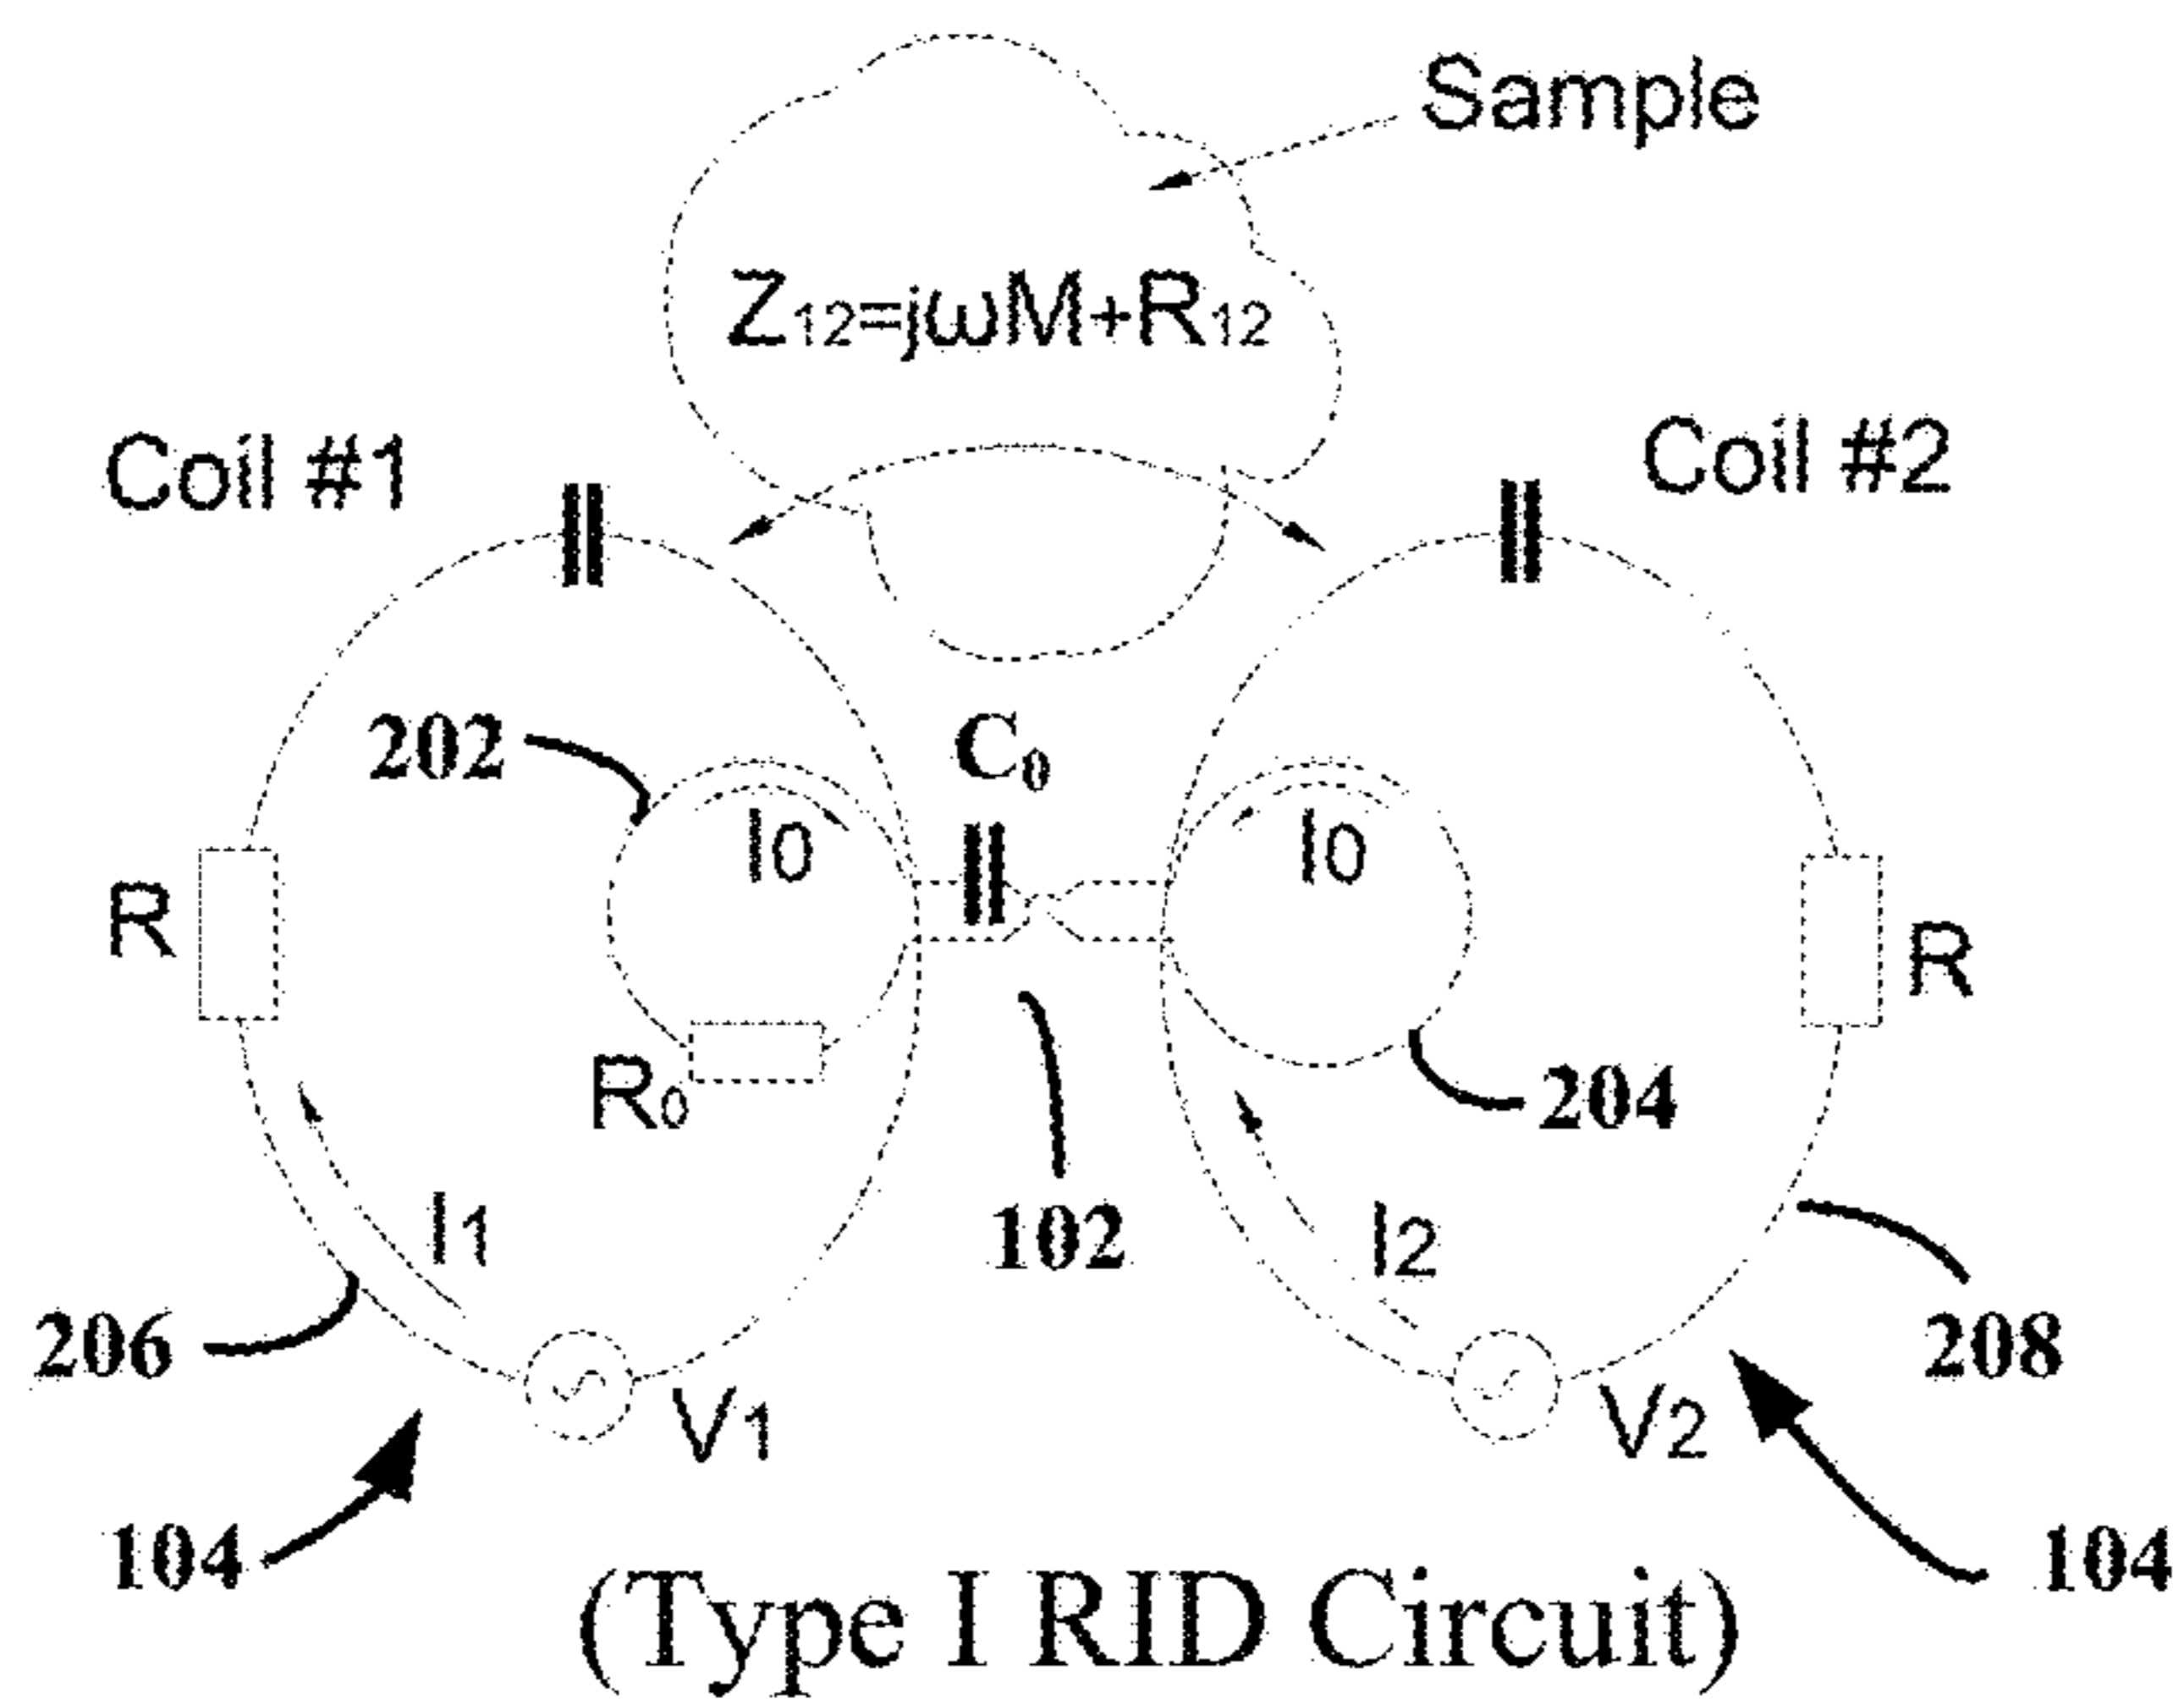 Sample
Z12=jωM+R12
Coil #1
Coil #2
202
C0
I0
I0
R
R
R0
204
I1
102
I2
206
208
V1
V2
104
104
(Type I RID Circuit)